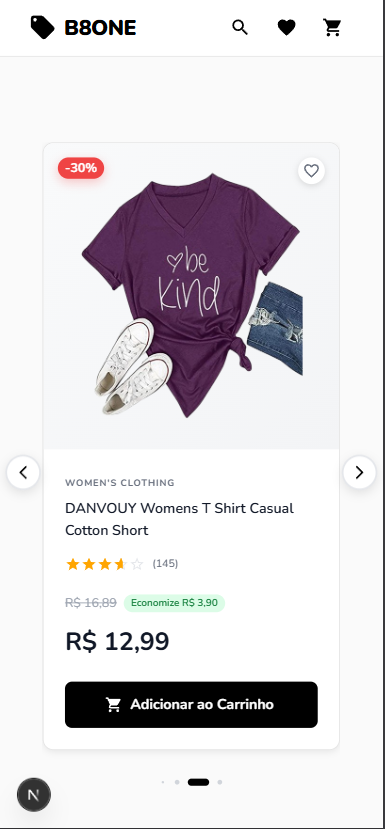 B8ONE
-30%
be
kind
WOMEN'S CLOTHING
DANVOUY Womens T Shirt Casual
Cotton Short
(145)
R$ 16,89 Economize R$ 3,90
R$ 12,99
Adicionar ao Carrinho
N